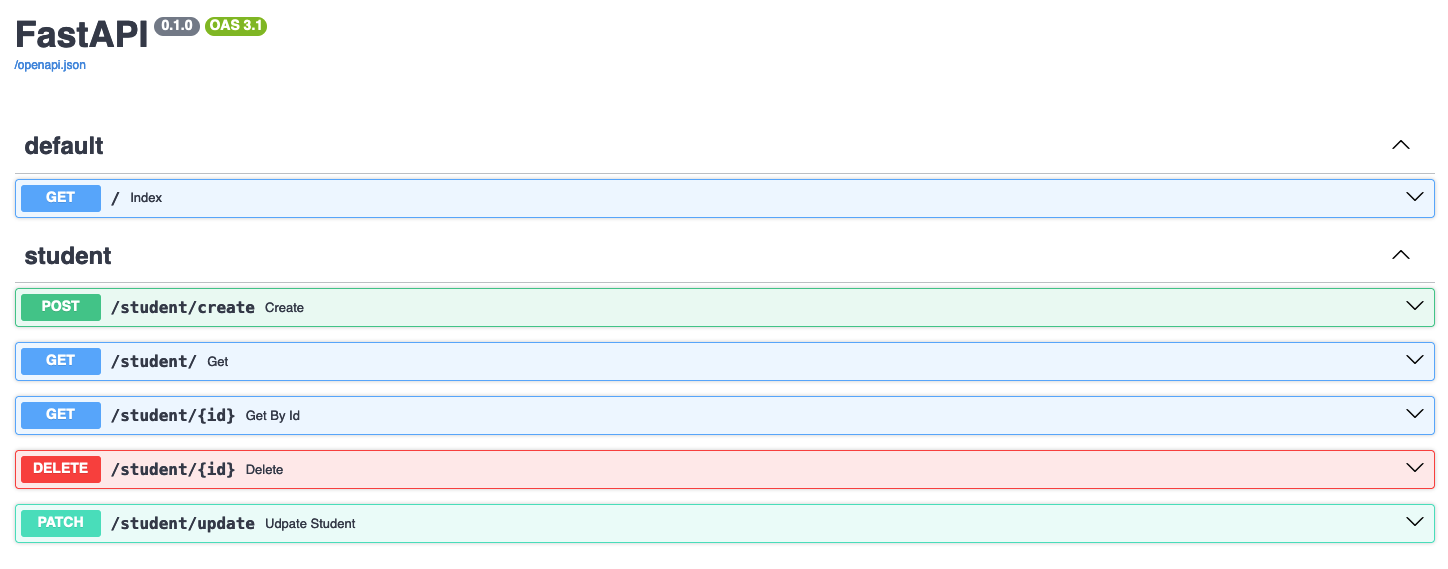 FastAPI 0.1.0 OAS 3.1
/openapi.json
default
GET / Index
student
POST /student/create Create
GET /student/ Get
GET /student/{id} Get By Id
DELETE /student/{id} Delete
PATCH /student/update Udpate Student